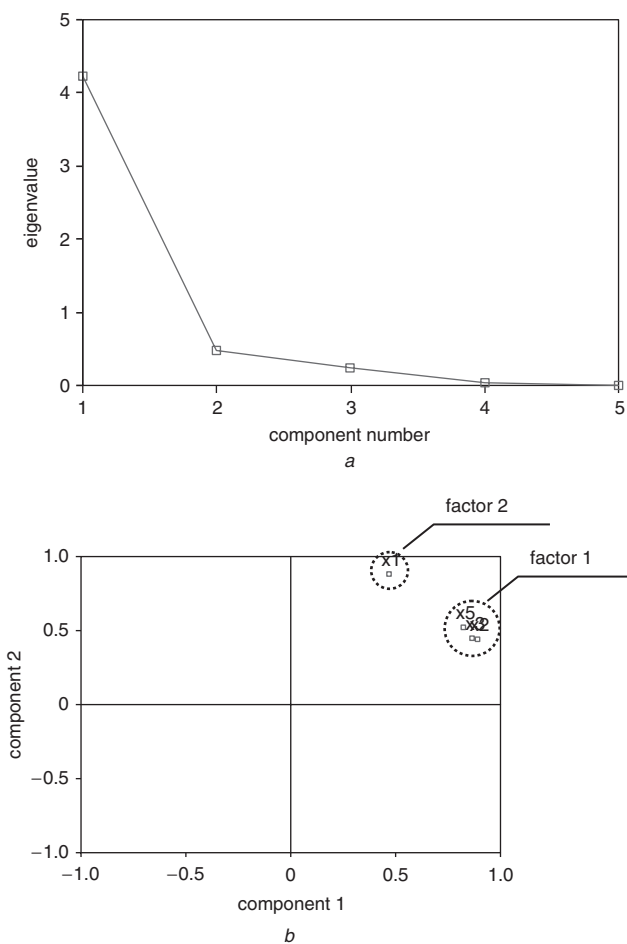 5
4
3
2
1
0
eigenvalue
1 2 3 4 5
component number
a
factor 2
factor 1
1.0
0.5
0
−0.5
−1.0
component 2
x1
x5
x2
−1.0 −0.5 0 0.5 1.0
component 1
b